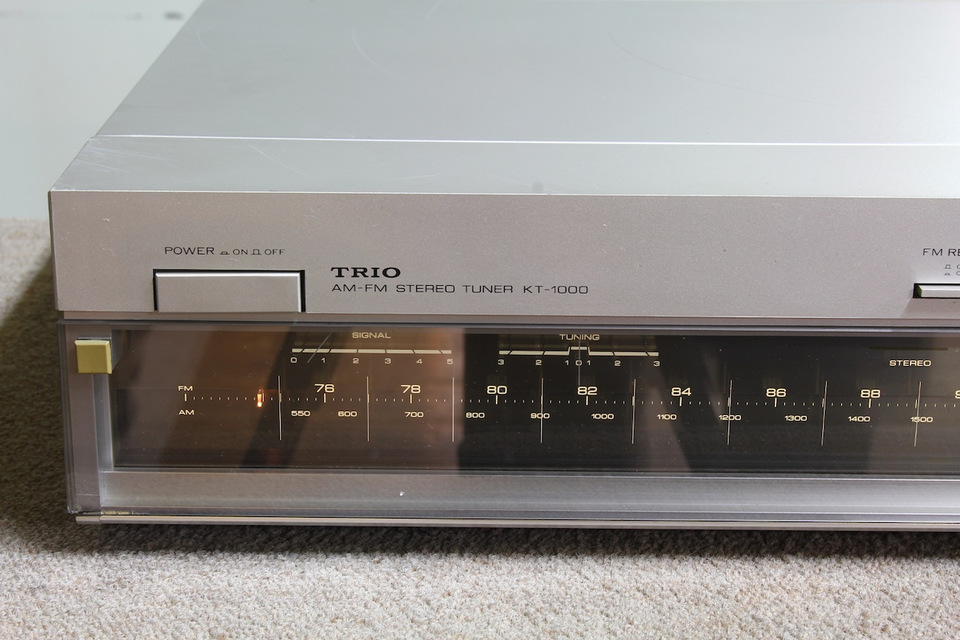 POWER ON OFF
TRIO
AM-FM STEREO TUNER KT-1000
FM RE
SIGNAL
0 1 2 3 4 5
TUNING
3 2 1 0 1 2 3
STEREO
FM 76 78 80 82 84 86 88
AM 550 600 700 800 900 1000 1100 1200 1300 1400 1500